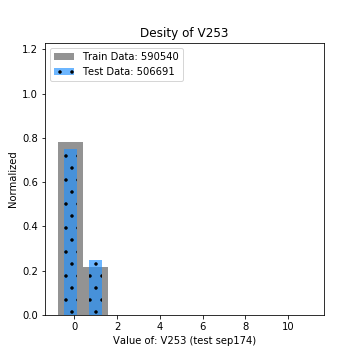 Desity of V253
Train Data: 590540
Test Data: 506691
Normalized
1.2
1.0
0.8
0.6
0.4
0.2
0.0
0 2 4 6 8 10
Value of: V253 (test sep174)